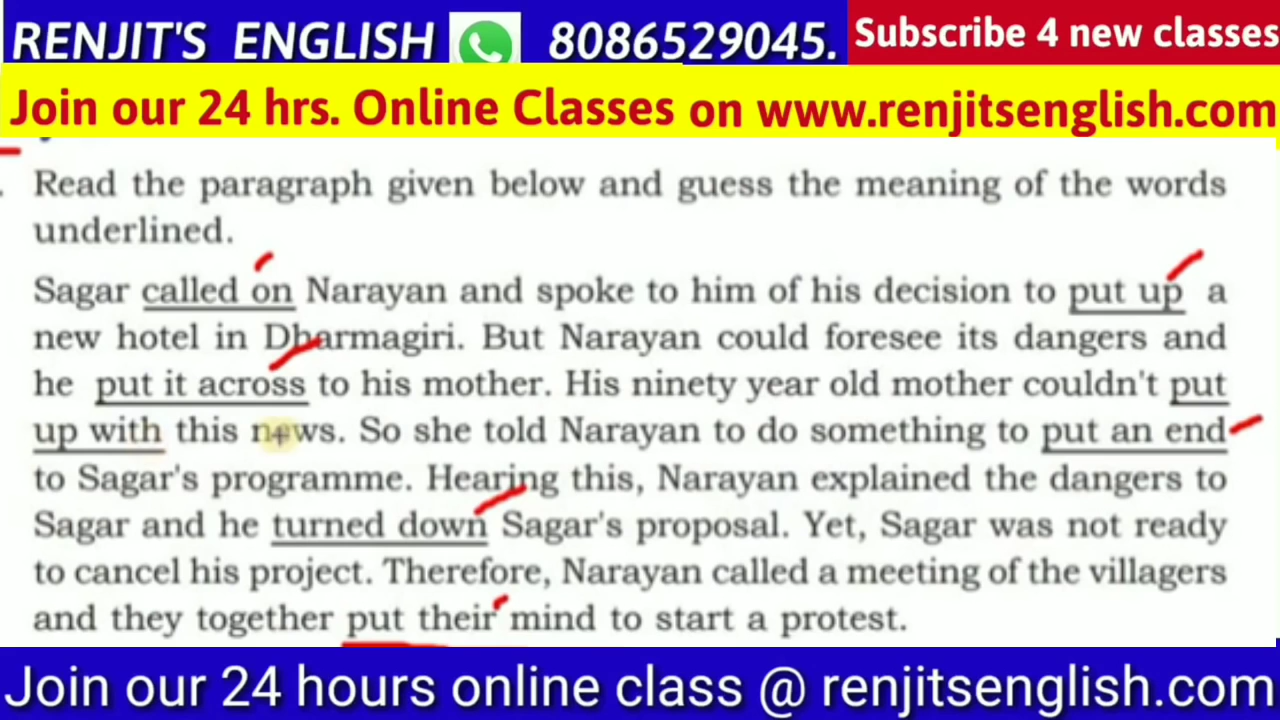 RENJIT'S ENGLISH 8086529045. Subscribe 4 new classes
Join our 24 hrs. Online Classes on www.renjitsenglish.com
Read the paragraph given below and guess the meaning of the words
underlined.
Sagar called on Narayan and spoke to him of his decision to put up a
new hotel in Dharmagiri. But Narayan could foresee its dangers and
he put it across to his mother. His ninety year old mother couldn't put
up with this news. So she told Narayan to do something to put an end
to Sagar's programme. Hearing this, Narayan explained the dangers to
Sagar and he turned down Sagar's proposal. Yet, Sagar was not ready
to cancel his project. Therefore, Narayan called a meeting of the villagers
and they together put their mind to start a protest.
Join our 24 hours online class @ renjitsenglish.com